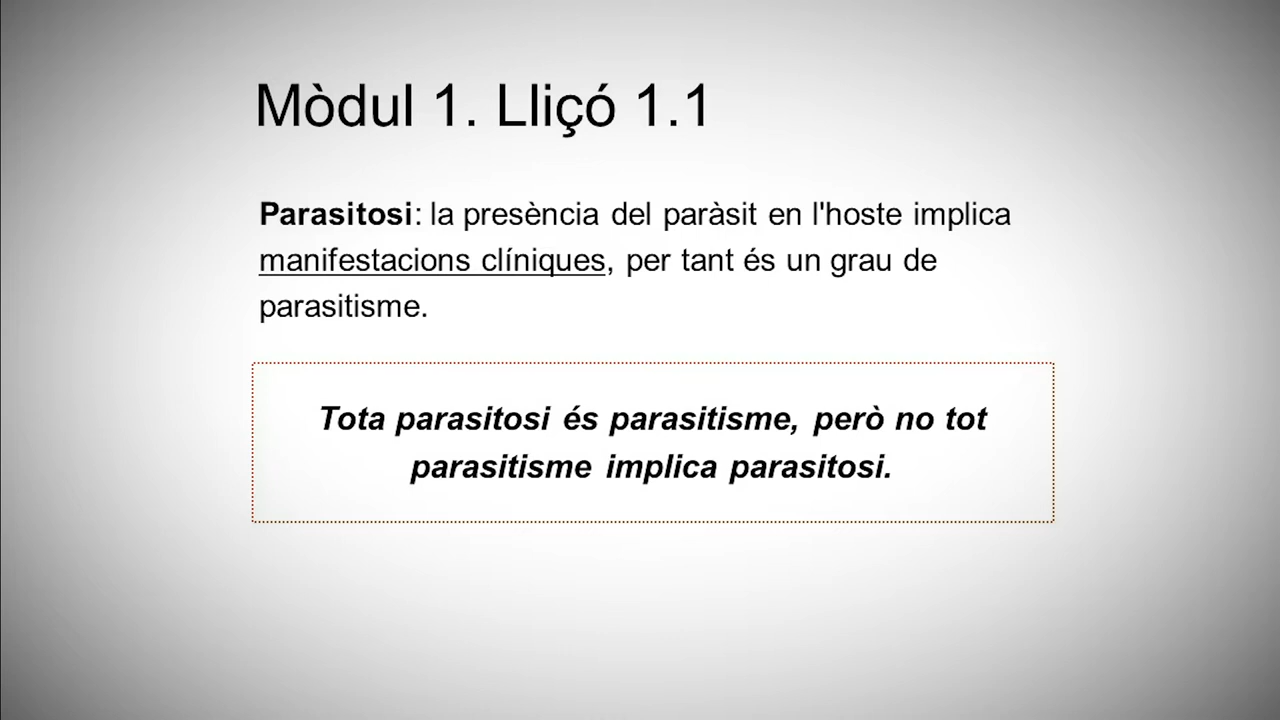 Mòdul 1. Lliçó 1.1
Parasitosi: la presència del paràsit en l'hoste implica
manifestacions clíniques, per tant és un grau de
parasitisme.
Tota parasitosi és parasitisme, però no tot
parasitisme implica parasitosi.